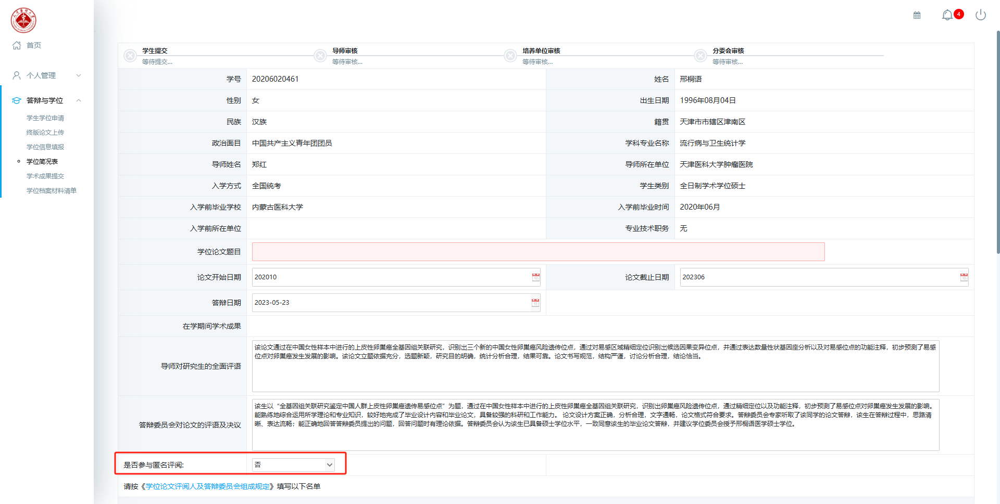 4
首页
个人管理
答辩与学位
学生学位申请
终版论文上传
学位信息填报
学位简况表
学术成果提交
学位档案材料清单
学生提交
等待提交...
导师审核
等待审核...
培养单位审核
等待审核...
分委会审核
等待审核...
学号 20206020461 姓名 邢桐语
性别 女 出生日期 1996年08月04日
民族 汉族 籍贯 天津市市辖区津南区
政治面目 中国共产主义青年团团员 学科专业名称 流行病与卫生统计学
导师姓名 郑红 导师所在单位 天津医科大学肿瘤医院
入学方式 全国统考 学生类别 全日制学术学位硕士
入学前毕业学校 内蒙古医科大学 入学前毕业时间 2020年06月
入学前所在单位 专业技术职务 无
学位论文题目
论文开始日期 202010 论文截止日期 202306
答辩日期 2023-05-23
在学期间学术成果
导师对研究生的全面评语
该论文通过在中国女性样本中进行的上皮性卵巢癌全基因组关联研究，识别出三个新的中国女性卵巢癌风险遗传位点，通过对易感区域精细定位识别出候选因果变异位点，并通过表达数量性状基因座分析以及对易感位点的功能注释，初步预测了易感
位点对卵巢癌发生发展的影响。该论文立题依据充分，选题新颖，研究目的明确，统计分析合理，结果可靠。论文书写规范，结构严谨，讨论分析合理，结论恰当。
答辩委员会对论文的评语及决议
该生以“全基因组关联研究鉴定中国人群上皮性卵巢癌遗传易感位点”为题，通过在中国女性样本中进行的上皮性卵巢癌全基因组关联研究，识别出卵巢癌风险遗传位点，通过精细定位以及功能注释，初步预测了易感位点对卵巢癌发生发展的影响。
能熟练地综合运用所学理论和专业知识，较好地完成了毕业设计内容和毕业论文，具备较强的科研和工作能力。 论文设计方案正确，分析合理，文字通畅，论文格式符合要求。答辩委员会专家听取了该同学的论文答辩，该生在答辩过程中，思路清
晰、表达流畅；能正确地回答答辩委员提出的问题，回答问题时有理论依据。答辩委员会认为该生已具备硕士学位水平，一致同意该生的毕业论文答辩，并建议学位委员会授予邢桐语医学硕士学位。
是否参与匿名评阅: 否
请按《学位论文评阅人及答辩委员会组成规定》填写以下名单